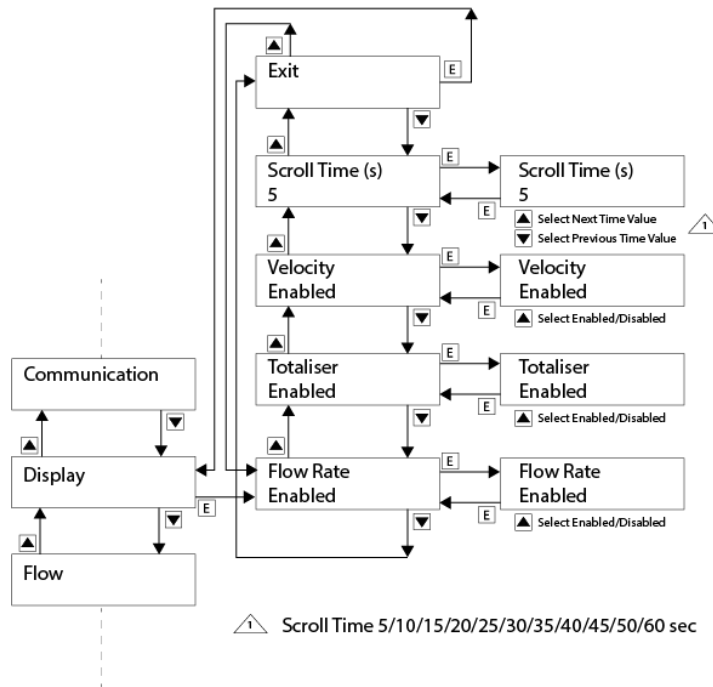 Exit
E
Scroll Time (s)
5
E
E
Scroll Time (s)
5
Select Next Time Value
Select Previous Time Value
1
Velocity
Enabled
E
E
Velocity
Enabled
Select Enabled/Disabled
Totaliser
Enabled
E
E
Totaliser
Enabled
Select Enabled/Disabled
Communication
Display
E
Flow Rate
Enabled
E
E
Flow Rate
Enabled
Select Enabled/Disabled
Flow
1 Scroll Time 5/10/15/20/25/30/35/40/45/50/60 sec